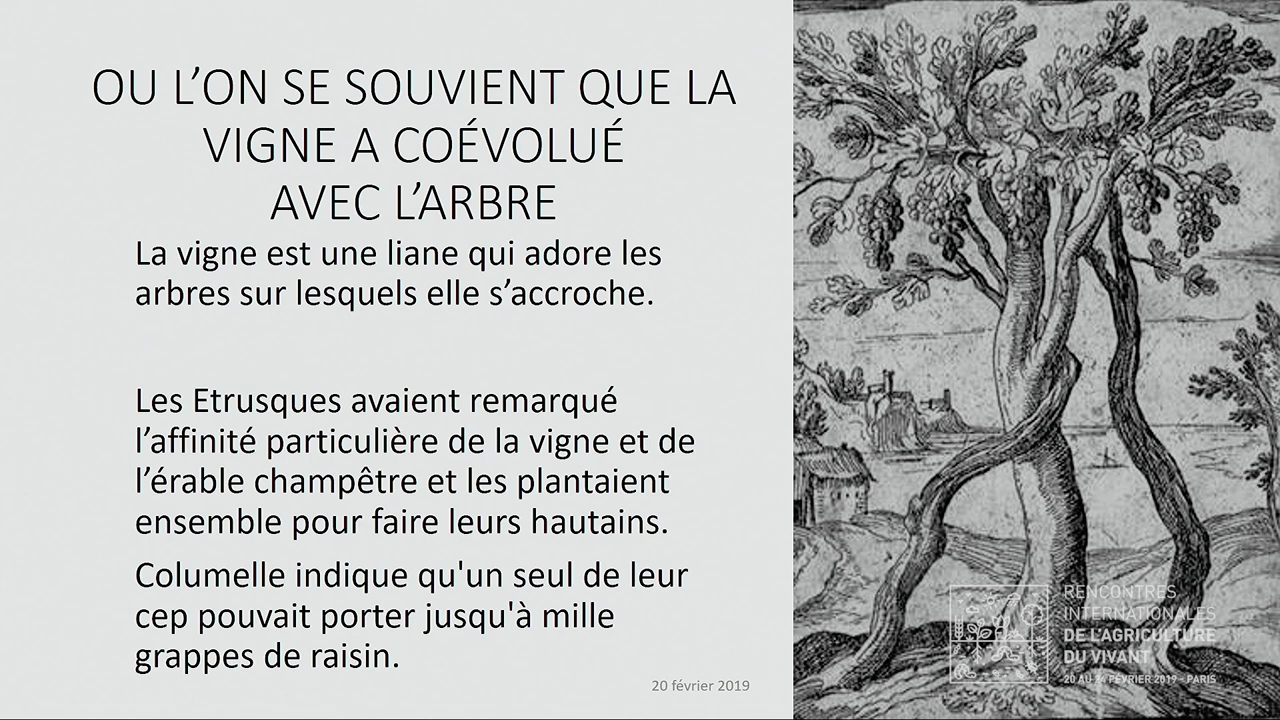 OU L’ON SE SOUVIENT QUE LA
VIGNE A COÉVOLUÉ
AVEC L’ARBRE
La vigne est une liane qui adore les
arbres sur lesquels elle s’accroche.
Les Etrusques avaient remarqué
l’affinité particulière de la vigne et de
l’érable champêtre et les plantaient
ensemble pour faire leurs hautains.
Columelle indique qu'un seul de leur
cep pouvait porter jusqu'à mille
grappes de raisin.
20 février 2019
RENCONTRES
INTERNATIONALES
DE L’AGRICULTURE
DU VIVANT
20 AU 24 FÉVRIER 2019 - PARIS